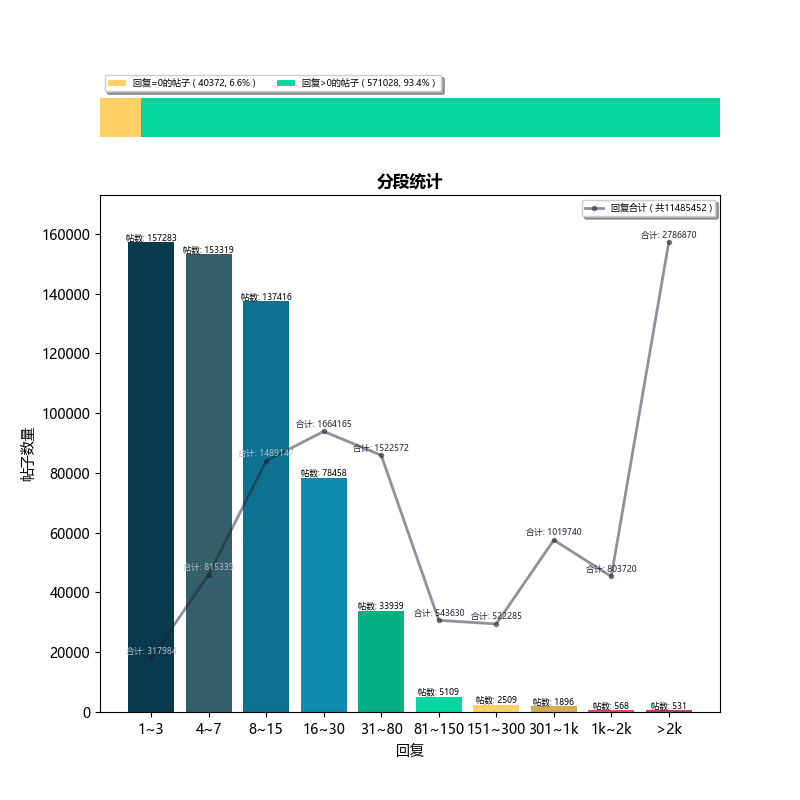 回复=0的帖子 ( 40372, 6.6% ) 回复>0的帖子 ( 571028, 93.4% )
分段统计
回复合计 ( 共11485452 )
合计: 2786870
160000
帖数: 157283
帖数: 153319
帖数: 137416
140000
120000
100000
合计: 1664165
合计: 1522572
80000
帖数: 78458
60000
合计: 1019740
合计: 803720
合计: 815339
40000
帖数: 33939
合计: 543630
合计: 522285
20000
合计: 317984
帖数: 5109
帖数: 2509
帖数: 1896
帖数: 568
帖数: 531
0
帖子数量
1~3 4~7 8~15 16~30 31~80 81~150 151~300 301~1k 1k~2k >2k
回复